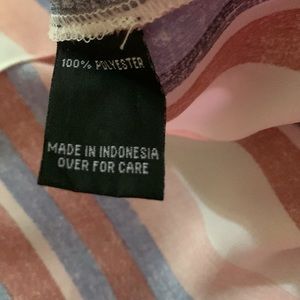 100% POLYESTER
MADE IN INDONESIA
OVER FOR CARE